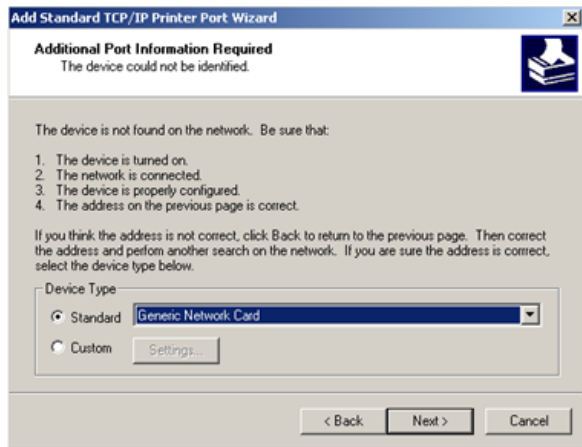 Add Standard TCP/IP Printer Port Wizard
Additional Port Information Required
The device could not be identified.
The device is not found on the network. Be sure that:
1. The device is turned on.
2. The network is connected.
3. The device is properly configured.
4. The address on the previous page is correct.
If you think the address is not correct, click Back to return to the previous page. Then correct
the address and perfom another search on the network. If you are sure the address is correct,
select the device type below.
Device Type
Standard Generic Network Card
Custom Settings...
< Back Next > Cancel